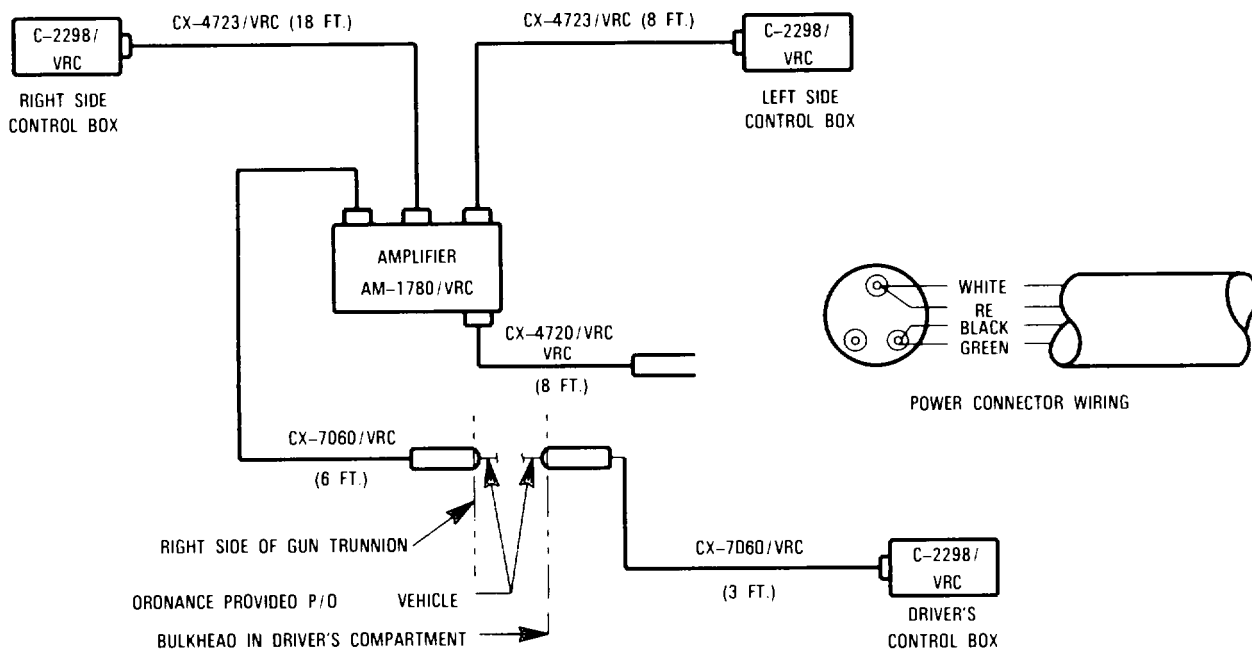 CX-4723/VRC (18 FT.)
CX-4723/VRC (8 FT.)
C-2298/
VRC
C-2298/
VRC
RIGHT SIDE
CONTROL BOX
LEFT SIDE
CONTROL BOX
AMPLIFIER
AM-1780/VRC
WHITE
RE
BLACK
GREEN
CX-4720/VRC
VRC
(8 FT.)
POWER CONNECTOR WIRING
CX-7060/VRC
(6 FT.)
RIGHT SIDE OF GUN TRUNNION
CX-7060/VRC
(3 FT.)
C-2298/
VRC
ORDNANCE PROVIDED P/O VEHICLE
DRIVER'S
CONTROL BOX
BULKHEAD IN DRIVER'S COMPARTMENT